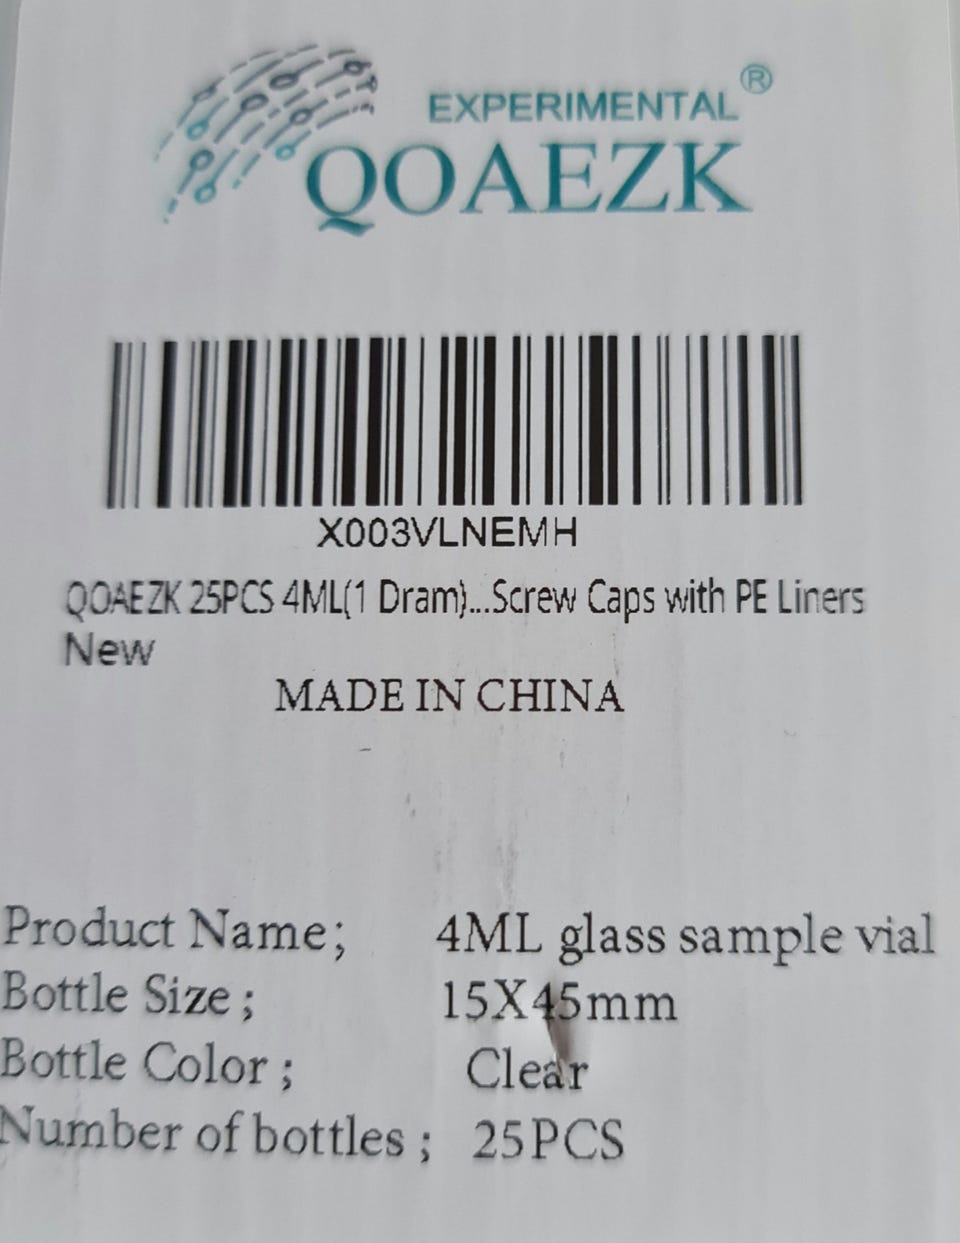 EXPERIMENTAL®
QOAEZK
X003VLNEMH
QOAEZK 25PCS 4ML(1 Dram)...Screw Caps with PE Liners
New
MADE IN CHINA
Product Name; 4ML glass sample vial
Bottle Size; 15X45mm
Bottle Color; Clear
Number of bottles; 25PCS